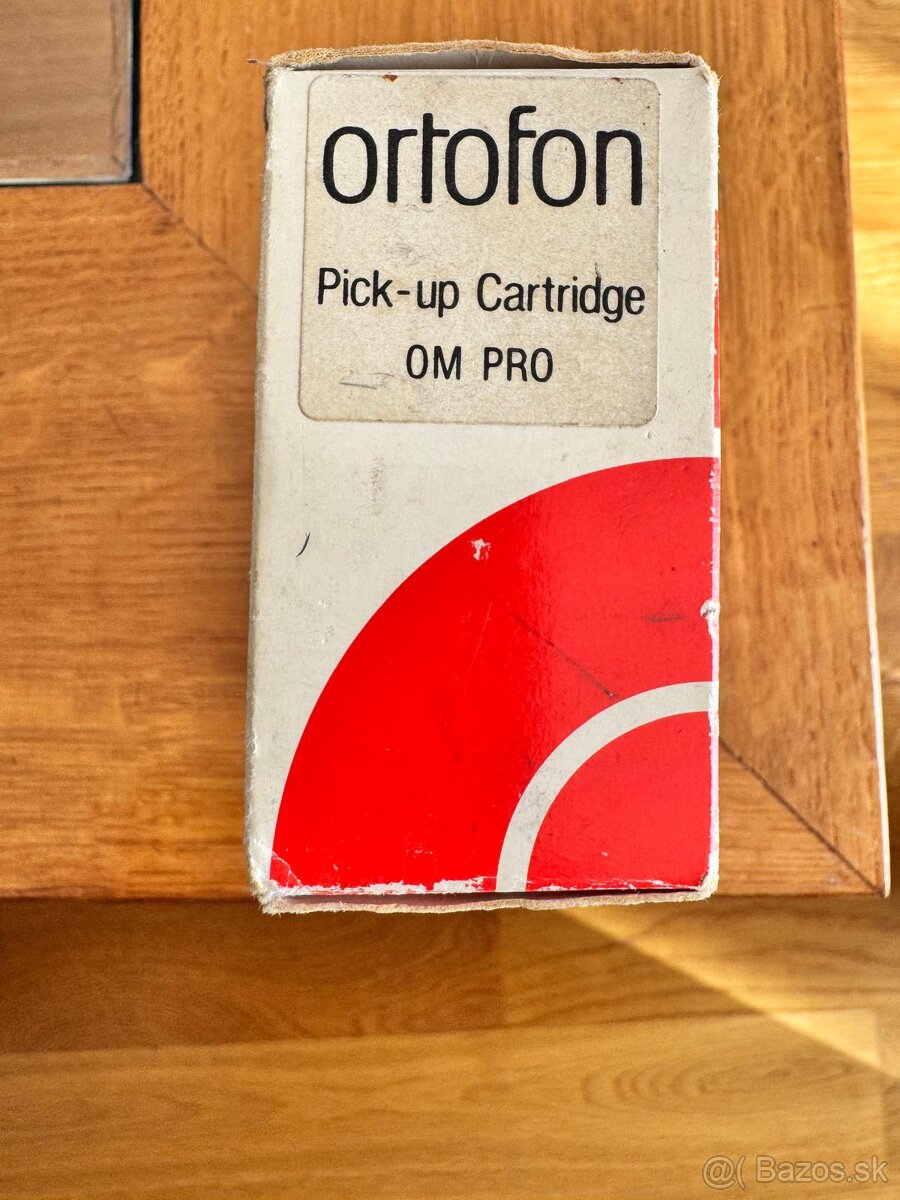 ortofon
Pick-up Cartridge
OM PRO
@( Bazos.sk